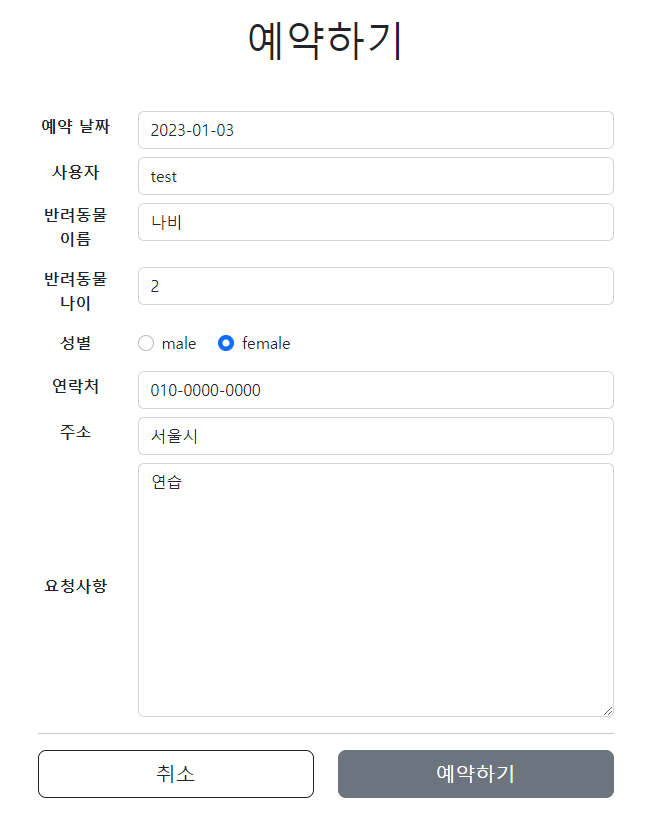 예약하기
예약 날짜 2023-01-03
사용자 test
반려동물
이름
나비
반려동물
나이
2
성별 male female
연락처 010-0000-0000
주소 서울시
요청사항
연습
취소 예약하기